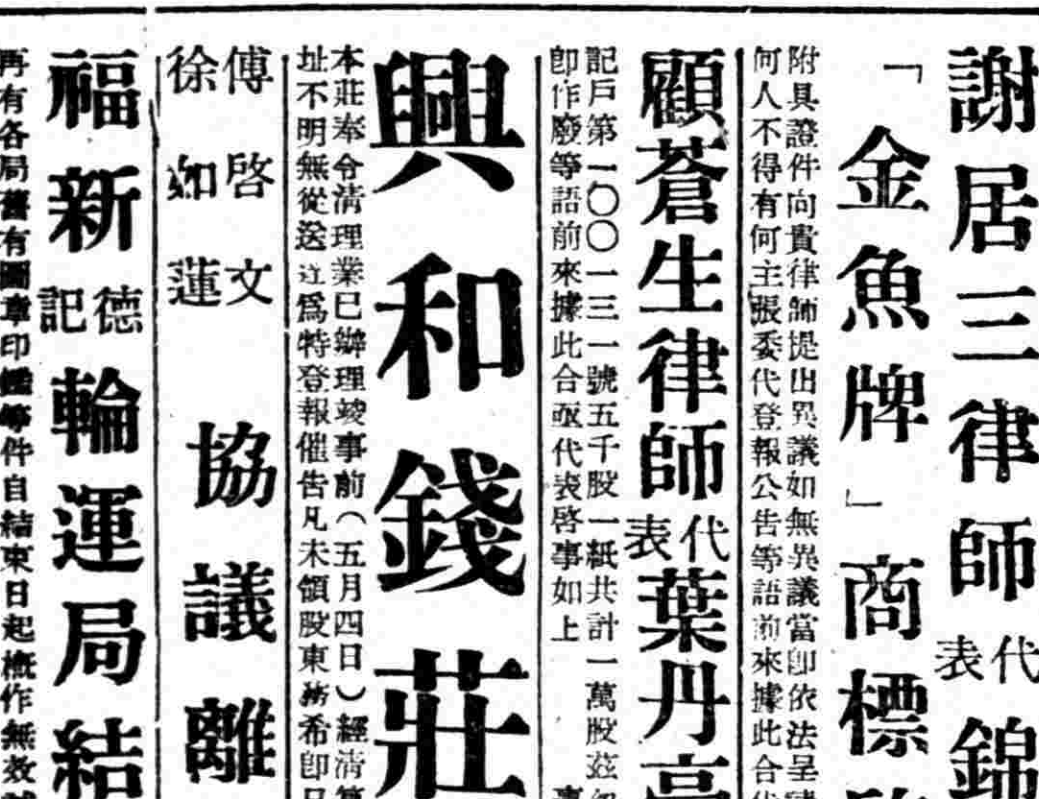 謝居三律師代表錦
「金魚牌」商標
附具證件向貴律師提出異議如無異議當卽依法呈
何人不得有何主張委代登報公告等語前來據此合
顧蒼生律師代表葉丹
記戶第一〇〇一三一號五千股一紙共計一萬股茲
卽作廢等語前來據此合亟代表啓事如上
興和錢莊
本莊奉令清理業已辦理竣事前（五月四日）經清
址不明無從送達爲特登報催告凡未領股東務希卽
傅啓文
徐如蓮
協議離
福新德記輪運局結
再有各局舊有圖章印鑑等件自結束日起概作無效